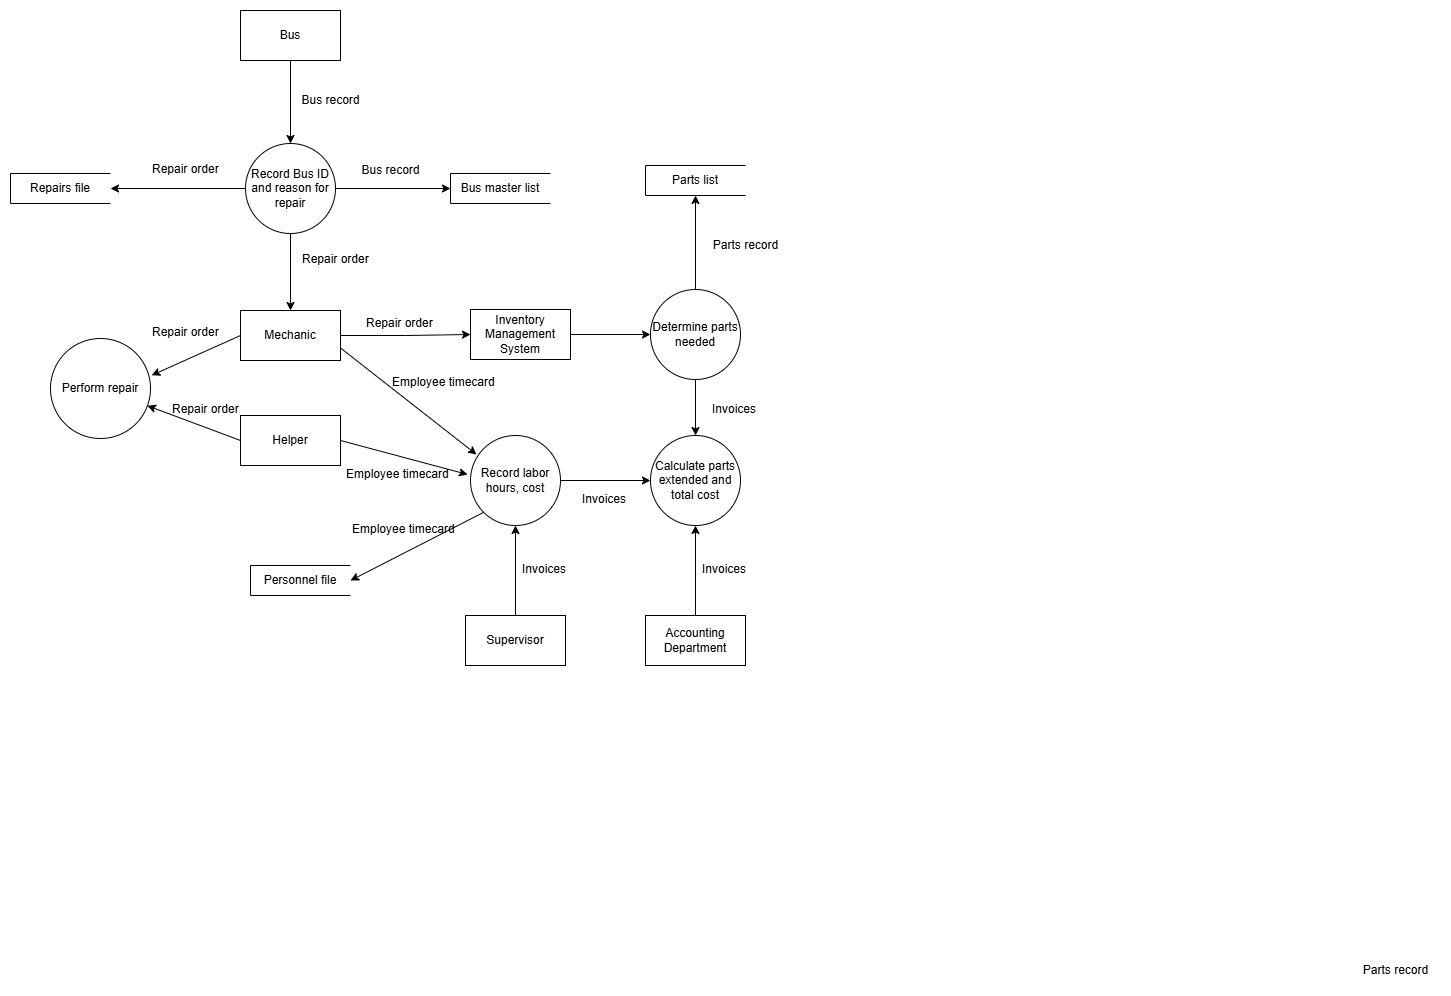 Bus
Bus record
Repair order
Bus record
Repairs file
Record Bus ID
and reason for
repair
Bus master list
Parts list
Parts record
Repair order
Repair order
Mechanic
Repair order
Inventory
Management
System
Determine parts
needed
Perform repair
Employee timecard
Repair order
Invoices
Helper
Employee timecard
Record labor
hours, cost
Invoices
Calculate parts
extended and
total cost
Employee timecard
Personnel file
Invoices
Invoices
Supervisor
Accounting
Department
Parts record